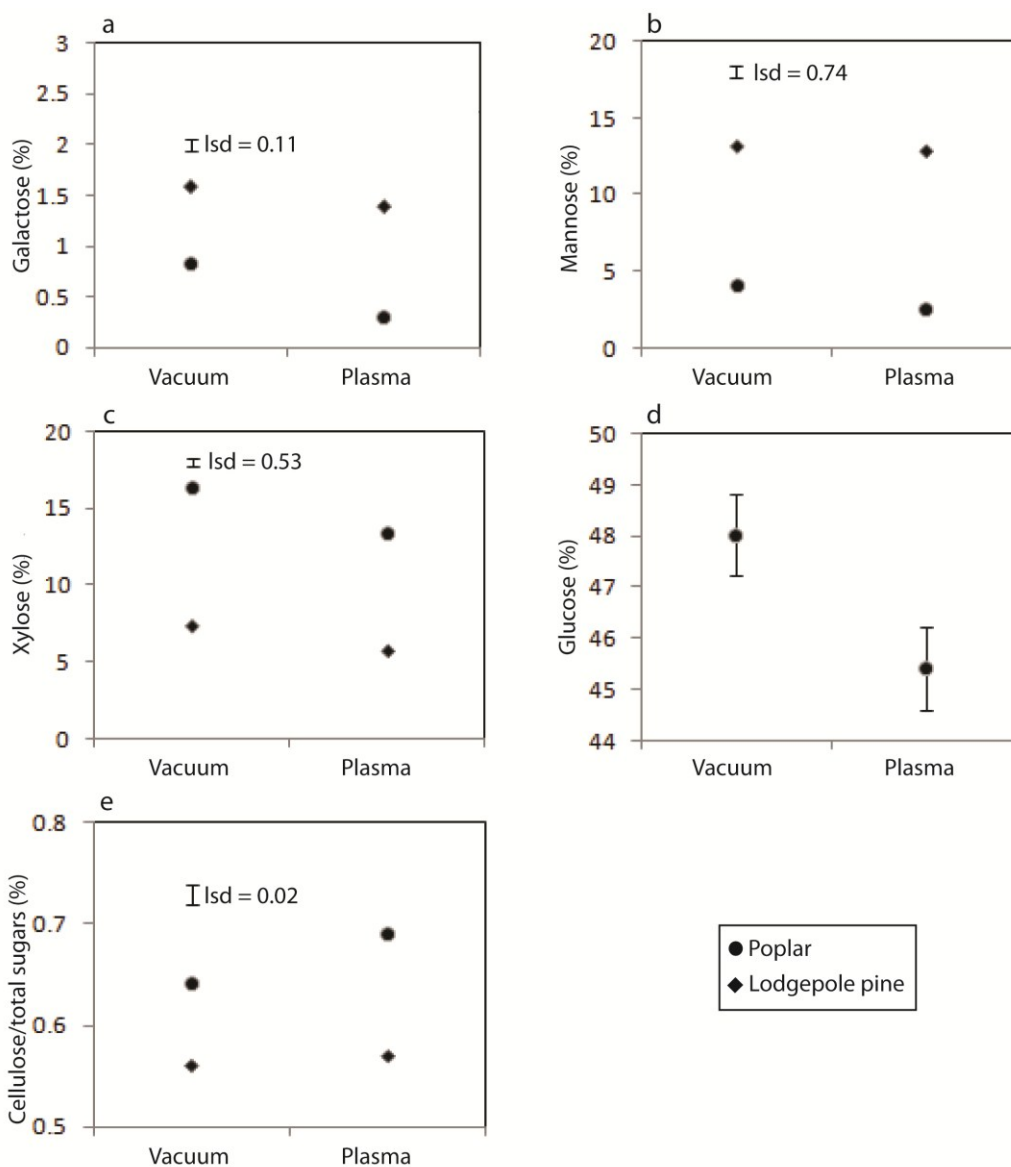 a
3
2.5
2
1.5
1
0.5
0
Galactose (%)
lsd = 0.11
Vacuum Plasma
b
20
15
10
5
0
Mannose (%)
lsd = 0.74
Vacuum Plasma
c
20
15
10
5
0
Xylose (%)
lsd = 0.53
Vacuum Plasma
d
50
49
48
47
46
45
44
Glucose (%)
Vacuum Plasma
e
0.8
0.7
0.6
0.5
Cellulose/total sugars (%)
lsd = 0.02
Vacuum Plasma
Poplar
Lodgepole pine